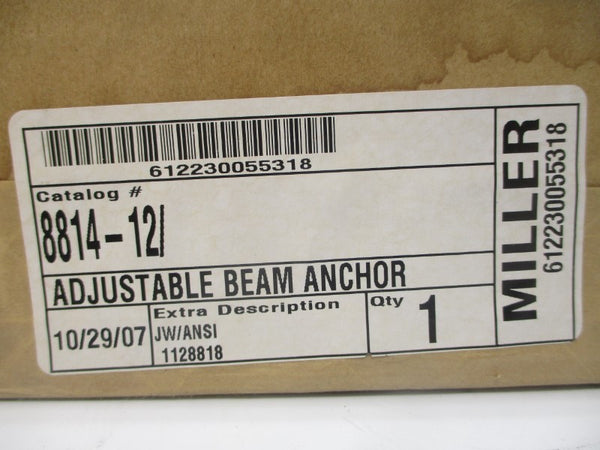 612230055318
Catalog #
8814-12/
ADJUSTABLE BEAM ANCHOR
10/29/07
Extra Description
JW/ANSI
1128818
Qty
1
MILLER
612230055318